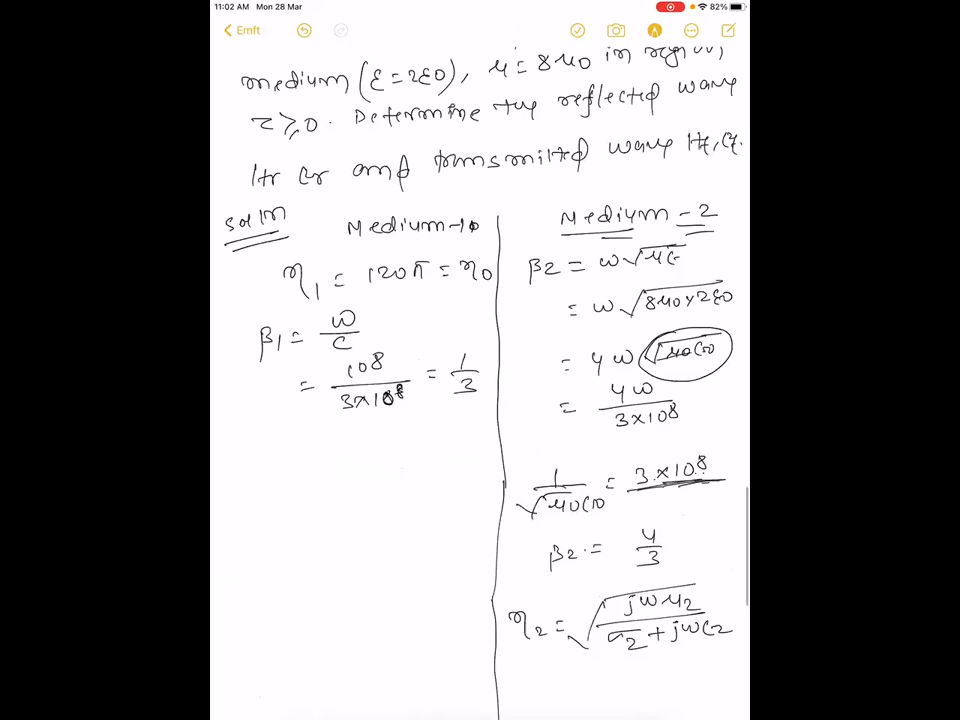 11:02 AM Mon 28 Mar
82%
Emft
medium (ε = 2ε0), μ = 8μ0 in region
z ≥ 0. Determine the reflected wave
Hr Er and transmitted wave Ht, Et.
Soln
Medium-1
η1 = 120π = η0
β1 = ω/c
= 10^8/3×10^8 = 1/3
Medium-2
β2 = ω√με
= ω√8μ0×2ε0
= 4ω√μ0ε0
= 4ω/3×10^8
1/√μ0ε0 = 3×10^8
β2 = 4/3
η2 = √jωμ2/σ2+jωε2